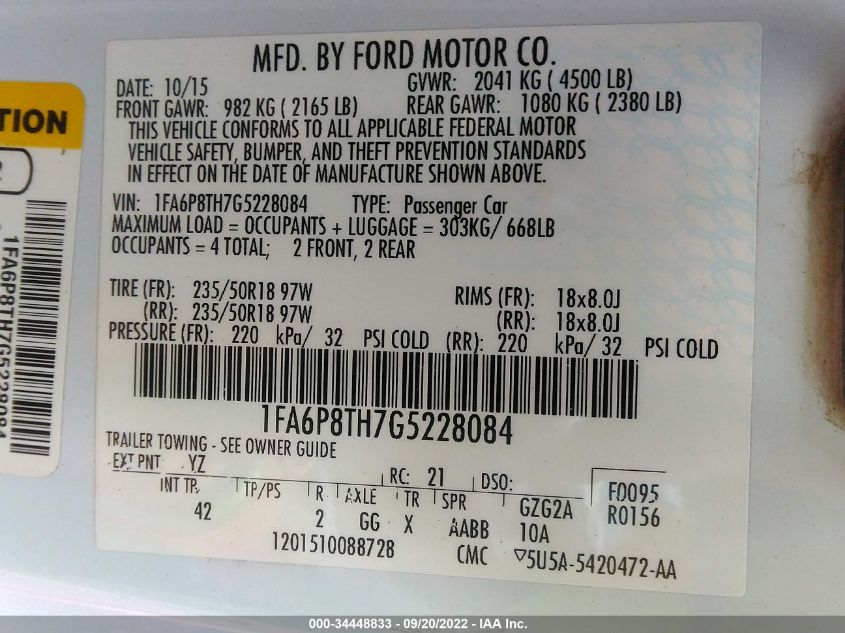 MFD. BY FORD MOTOR CO.
DATE: 10/15 GVWR: 2041 KG ( 4500 LB)
FRONT GAWR: 982 KG ( 2165 LB) REAR GAWR: 1080 KG ( 2380 LB)
THIS VEHICLE CONFORMS TO ALL APPLICABLE FEDERAL MOTOR
VEHICLE SAFETY, BUMPER, AND THEFT PREVENTION STANDARDS
IN EFFECT ON THE DATE OF MANUFACTURE SHOWN ABOVE.
VIN: 1FA6P8TH7G5228084 TYPE: Passenger Car
MAXIMUM LOAD = OCCUPANTS + LUGGAGE = 303KG/ 668LB
OCCUPANTS = 4 TOTAL; 2 FRONT, 2 REAR
TIRE (FR): 235/50R18 97W RIMS (FR): 18x8.0J
(RR): 235/50R18 97W (RR): 18x8.0J
PRESSURE (FR): 220 kPa/ 32 PSI COLD (RR): 220 kPa/ 32 PSI COLD
1FA6P8TH7G5228084
TRAILER TOWING - SEE OWNER GUIDE
EXT PNT YZ RC: 21 DSO: F0095
INT TR TP/PS R AXLE TR SPR GZG2A R0156
42 2 GG X AABB 10A
1201510088728 CMC ▽5U5A-5420472-AA
TION
1FA6P8TH7G5228084
000-34448833 - 09/20/2022 - IAA Inc.